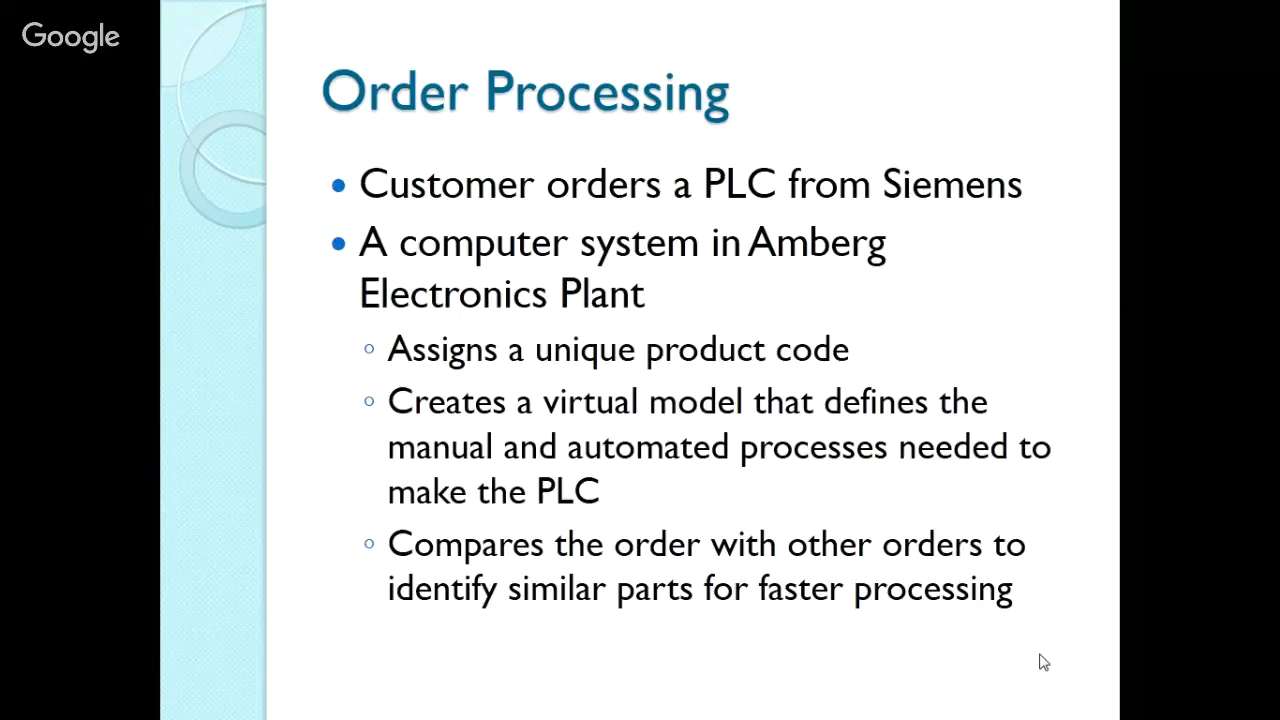 Google
Order Processing
Customer orders a PLC from Siemens
A computer system in Amberg
Electronics Plant
Assigns a unique product code
Creates a virtual model that defines the
manual and automated processes needed to
make the PLC
Compares the order with other orders to
identify similar parts for faster processing